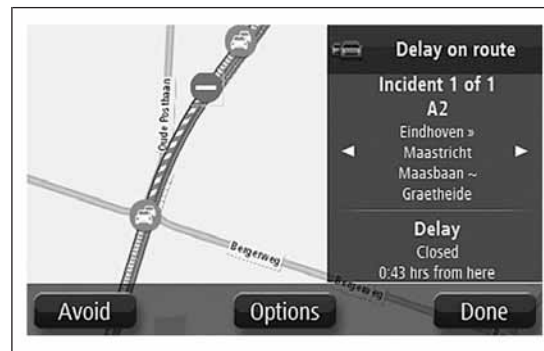 Delay on route
Incident 1 of 1
A2
Eindhoven »
Maastricht
Maasbaan ~
Graetheide
Delay
Closed
0:43 hrs from here
Oude Postbaan
Bergerweg
Bergerweg
Avoid
Options
Done